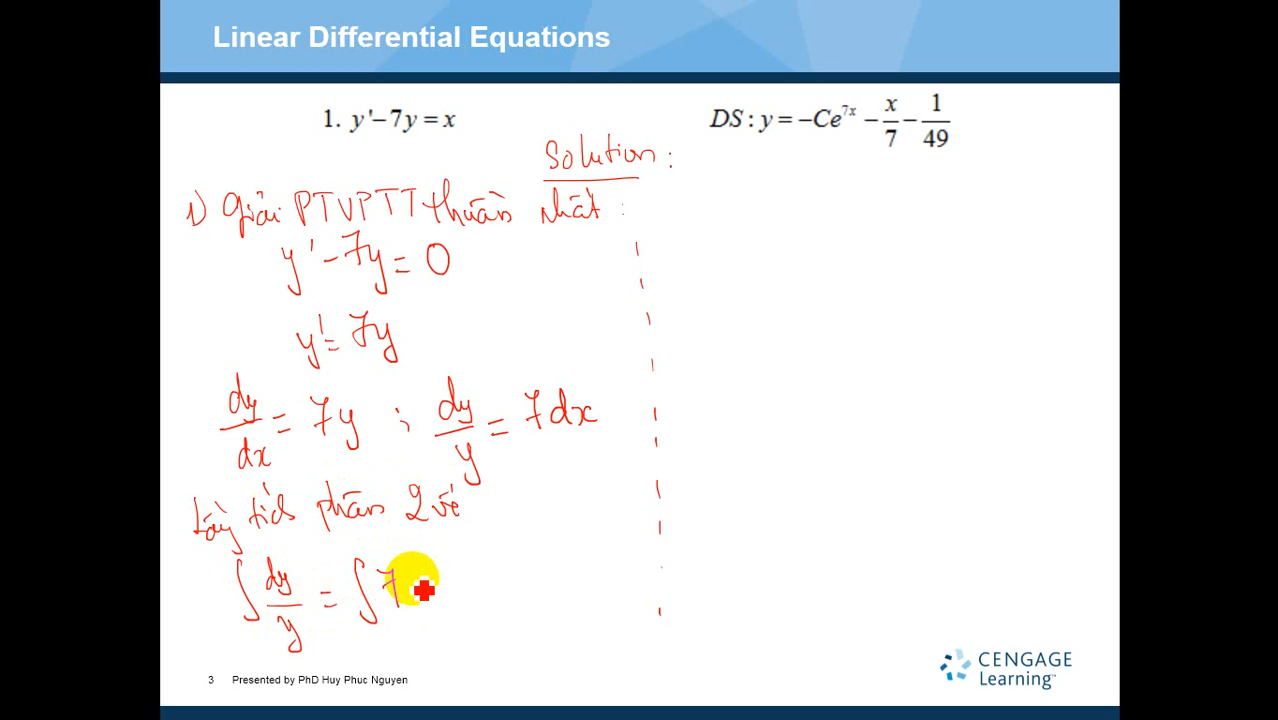 Linear Differential Equations
1. y'−7y = x
DS : y = −Ce^{7x} − x/7 − 1/49
Solution:
1) Giải PTVPTT thuần nhất :
y' − 7y = 0
y' = 7y
dy/dx = 7y ; dy/y = 7dx
Lấy tích phân 2 vế
∫ dy/y = ∫ 7
3 Presented by PhD Huy Phuc Nguyen
CENGAGE
Learning™